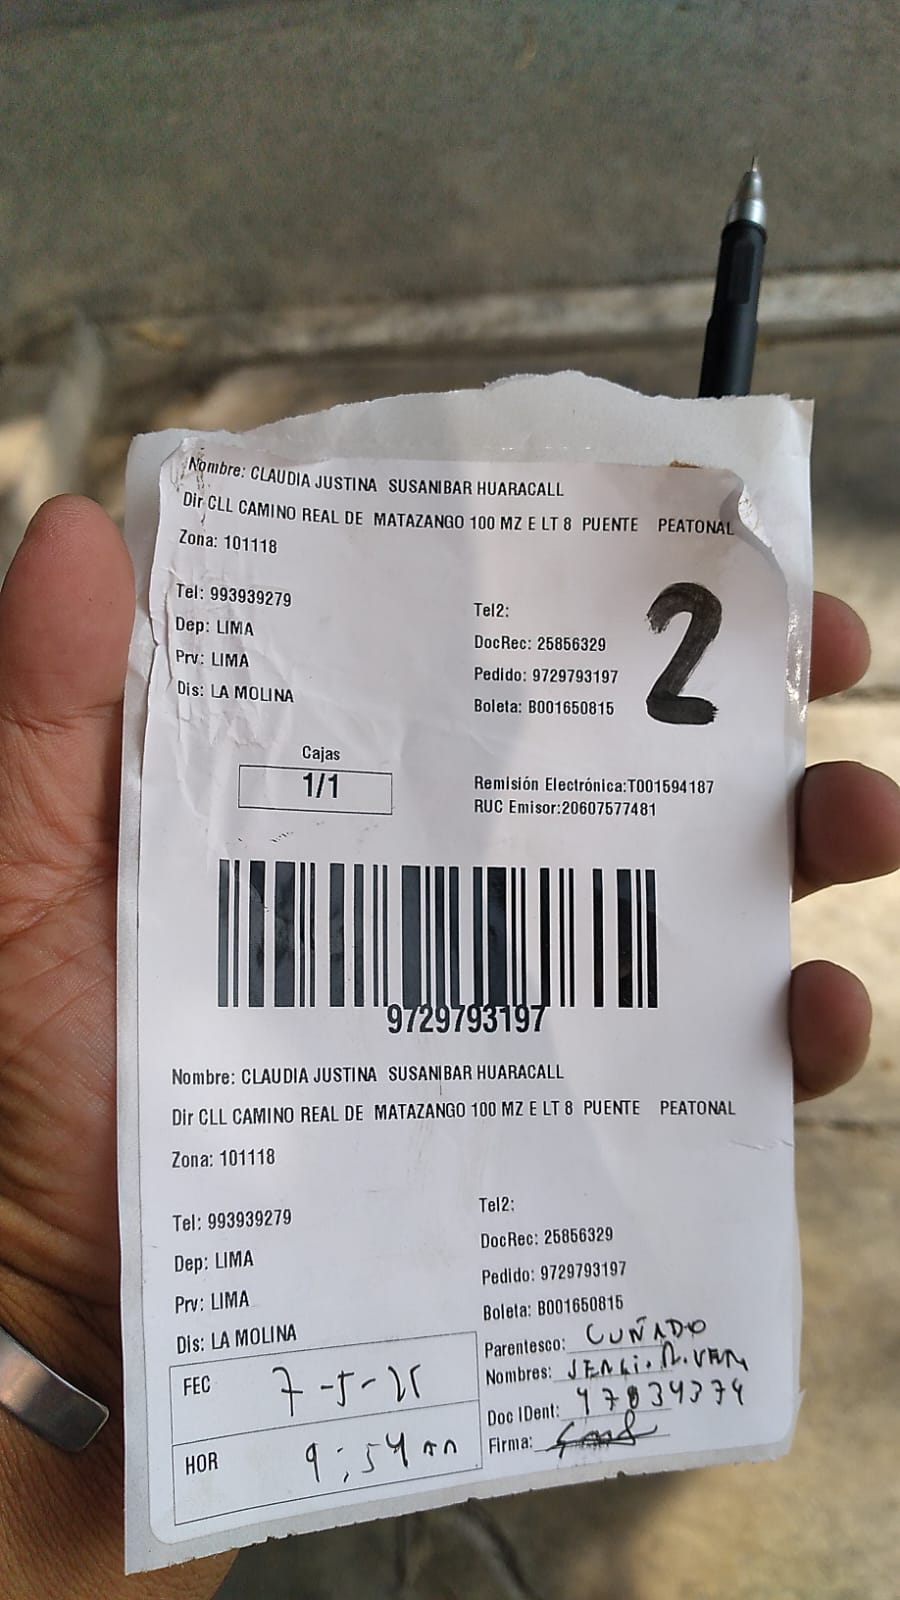 Nombre: CLAUDIA JUSTINA SUSANIBAR HUARACALL
Dir CLL CAMINO REAL DE MATAZANGO 100 MZ E LT 8 PUENTE PEATONAL
Zona: 101118
Tel: 993939279
Tel2:
Dep: LIMA
DocRec: 25856329
Prv: LIMA
Pedido: 9729793197
Dis: LA MOLINA
Boleta: B001650815
2
Cajas
1/1
Remisión Electrónica:T001594187
RUC Emisor:20607577481
9729793197
Nombre: CLAUDIA JUSTINA SUSANIBAR HUARACALL
Dir CLL CAMINO REAL DE MATAZANGO 100 MZ E LT 8 PUENTE PEATONAL
Zona: 101118
Tel: 993939279
Tel2:
Dep: LIMA
DocRec: 25856329
Prv: LIMA
Pedido: 9729793197
Dis: LA MOLINA
Boleta: B001650815
Parentesco: CUÑADO
Nombres:
Doc IDent: 47834374
Firma:
FEC 7-5-25
HOR 9:54 am